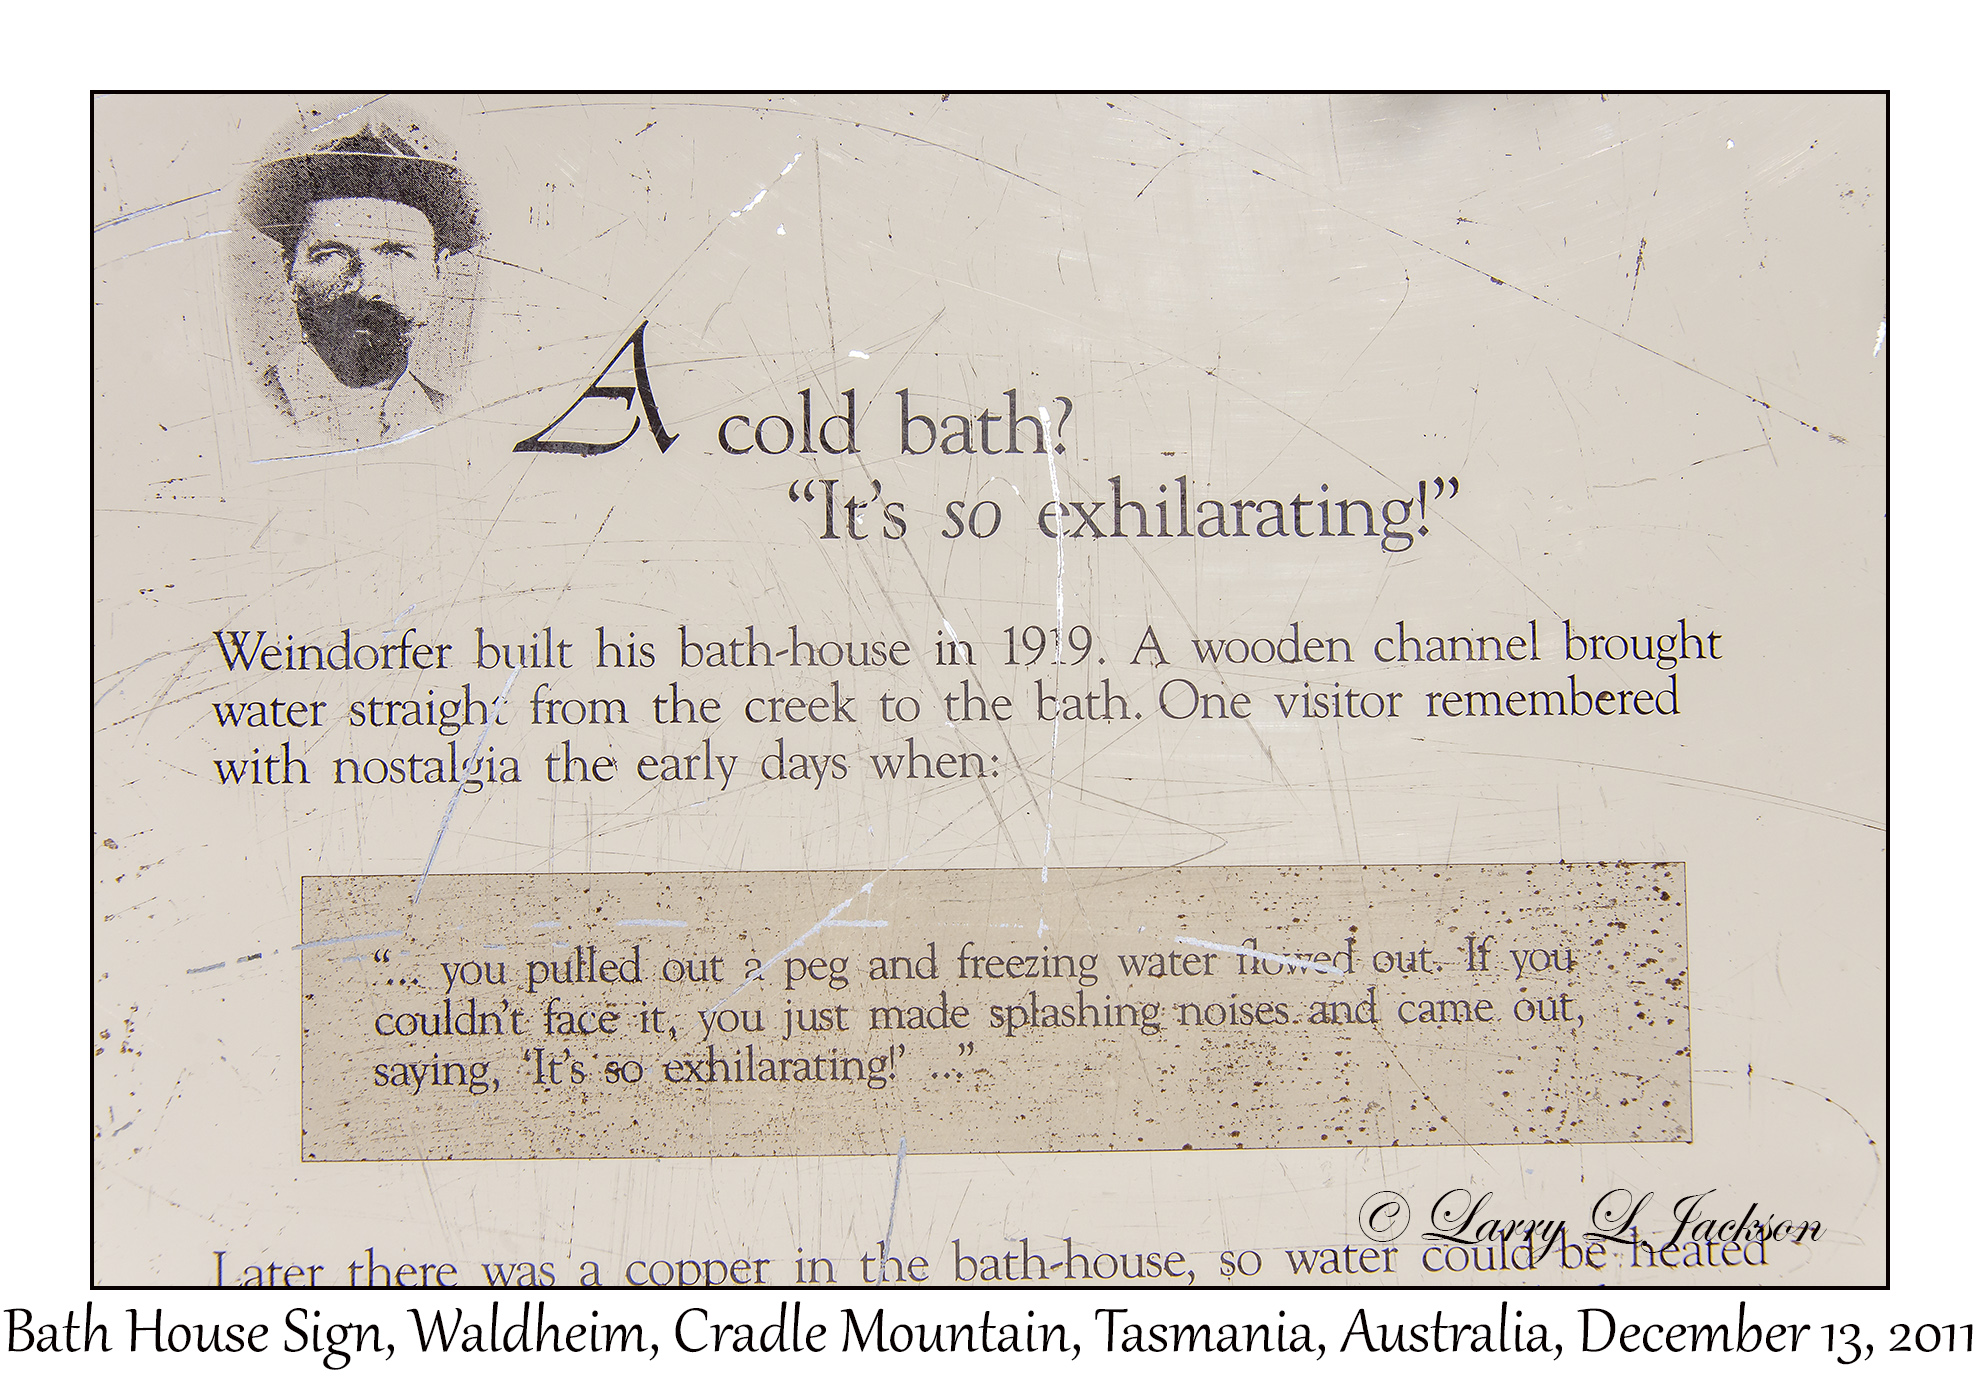 A cold bath?
“It’s so exhilarating!”
Weindorfer built his bath-house in 1919. A wooden channel brought
water straight from the creek to the bath. One visitor remembered
with nostalgia the early days when:
“... you pulled out a peg and freezing water flowed out. If you
couldn’t face it, you just made splashing noises and came out,
saying, ‘It’s so exhilarating!’ ...”
© Larry L. Jackson
Later there was a copper in the bath-house, so water could be heated
Bath House Sign, Waldheim, Cradle Mountain, Tasmania, Australia, December 13, 2011